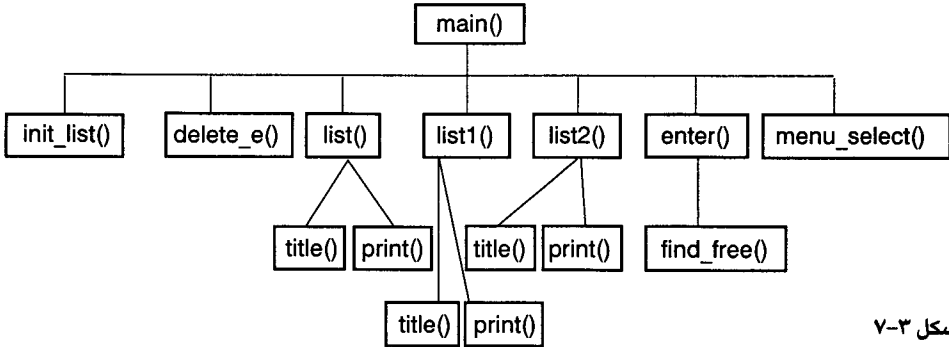 main()
init_list() delete_e() list() list1() list2() enter() menu_select()
title() print() title() print() find_free()
title() print()
شکل ۳-۷